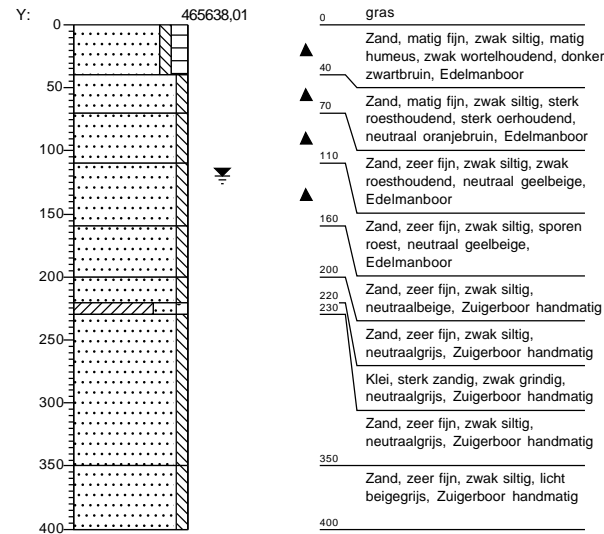 Y: 465638,01
0
50
100
150
200
250
300
350
400
0 gras
Zand, matig fijn, zwak siltig, matig
humeus, zwak wortelhoudend, donker
zwartbruin, Edelmanboor
40
Zand, matig fijn, zwak siltig, sterk
roesthoudend, sterk oerhoudend,
neutraal oranjebruin, Edelmanboor
70
Zand, zeer fijn, zwak siltig, zwak
roesthoudend, neutraal geelbeige,
Edelmanboor
110
Zand, zeer fijn, zwak siltig, sporen
roest, neutraal geelbeige,
Edelmanboor
160
Zand, zeer fijn, zwak siltig,
neutraalbeige, Zuigerboor handmatig
200
Zand, zeer fijn, zwak siltig,
neutraalgrijs, Zuigerboor handmatig
220
Klei, sterk zandig, zwak grindig,
neutraalgrijs, Zuigerboor handmatig
230
Zand, zeer fijn, zwak siltig,
neutraalgrijs, Zuigerboor handmatig
350
Zand, zeer fijn, zwak siltig, licht
beigegrijs, Zuigerboor handmatig
400